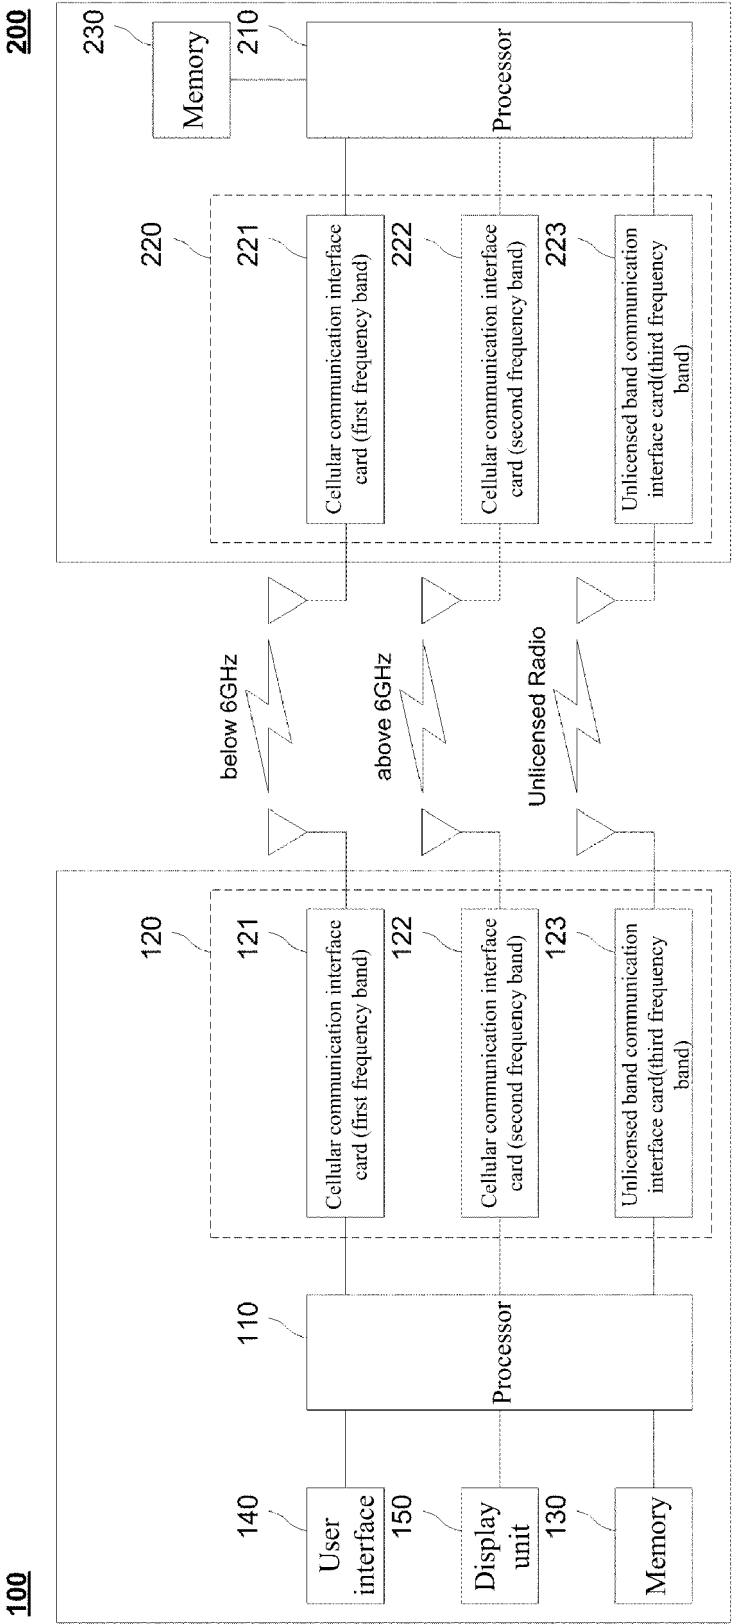 100
200
140
User
interface
150
Display
unit
130
Memory
110
Processor
120
121
Cellular communication interface
card (first frequency band)
122
Cellular communication interface
card (second frequency band)
123
Unlicensed band communication
interface card(third frequency
band)
below 6GHz
above 6GHz
Unlicensed Radio
220
221
Cellular communication interface
card (first frequency band)
222
Cellular communication interface
card (second frequency band)
223
Unlicensed band communication
interface card(third frequency
band)
230
Memory
210
Processor